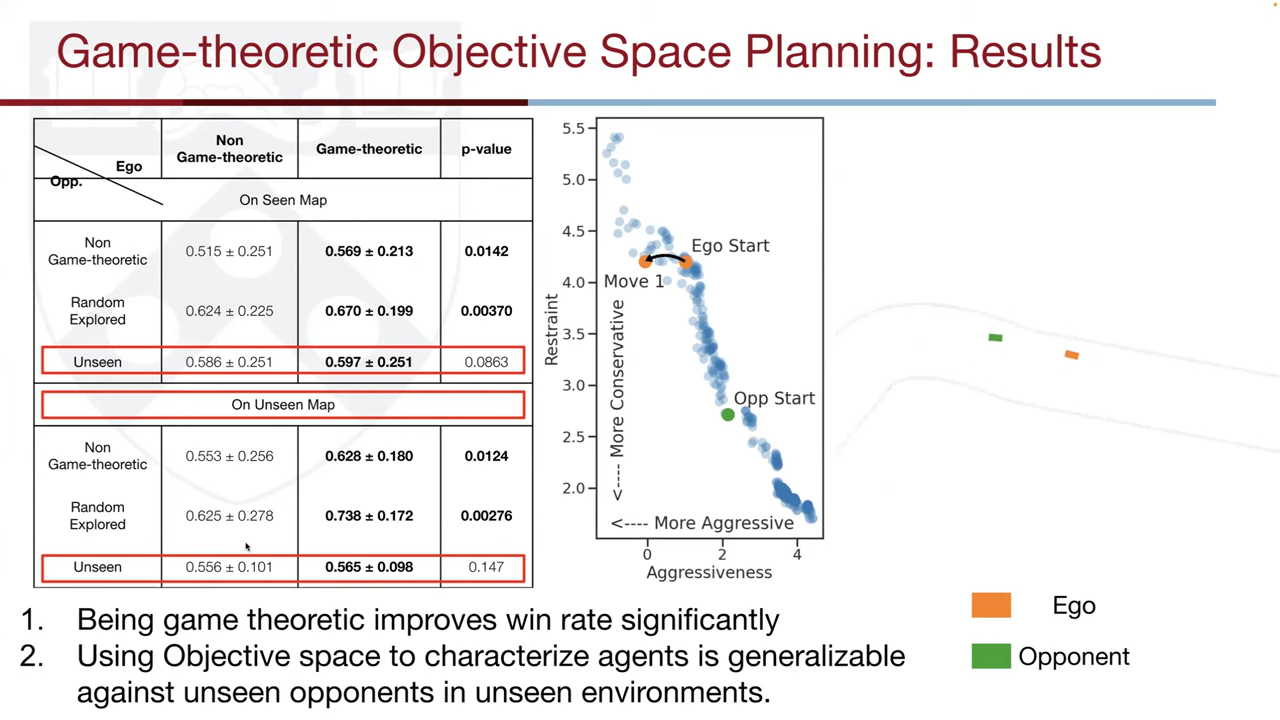 Game-theoretic Objective Space Planning: Results
Ego
Opp.
Non
Game-theoretic
Game-theoretic
p-value
On Seen Map
Non
Game-theoretic
0.515 ± 0.251
0.569 ± 0.213
0.0142
Random
Explored
0.624 ± 0.225
0.670 ± 0.199
0.00370
Unseen
0.586 ± 0.251
0.597 ± 0.251
0.0863
On Unseen Map
Non
Game-theoretic
0.553 ± 0.256
0.628 ± 0.180
0.0124
Random
Explored
0.625 ± 0.278
0.738 ± 0.172
0.00276
Unseen
0.556 ± 0.101
0.565 ± 0.098
0.147
5.5
5.0
4.5
4.0
3.5
3.0
2.5
2.0
Restraint
<---- More Conservative
Ego Start
Move 1
Opp Start
<---- More Aggressive
0 2 4
Aggressiveness
Ego
Opponent
1. Being game theoretic improves win rate significantly
2. Using Objective space to characterize agents is generalizable
against unseen opponents in unseen environments.